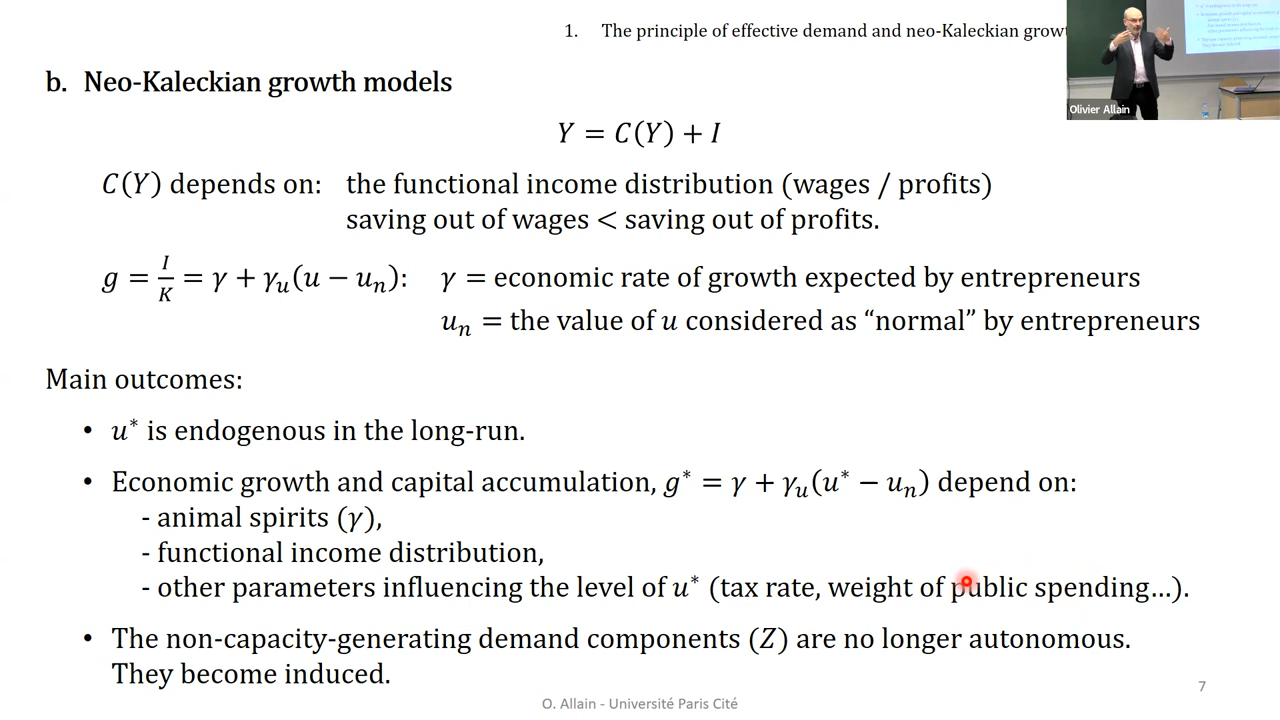 1. The principle of effective demand and neo-Kaleckian grow
Olivier Allain
b. Neo-Kaleckian growth models
Y = C(Y) + I
C(Y) depends on: the functional income distribution (wages / profits)
saving out of wages < saving out of profits.
g = I/K = γ + γ_u(u − u_n): γ = economic rate of growth expected by entrepreneurs
u_n = the value of u considered as “normal” by entrepreneurs
Main outcomes:
• u* is endogenous in the long-run.
• Economic growth and capital accumulation, g* = γ + γ_u(u* − u_n) depend on:
- animal spirits (γ),
- functional income distribution,
- other parameters influencing the level of u* (tax rate, weight of public spending…).
• The non-capacity-generating demand components (Z) are no longer autonomous.
They become induced.
O. Allain - Université Paris Cité
7